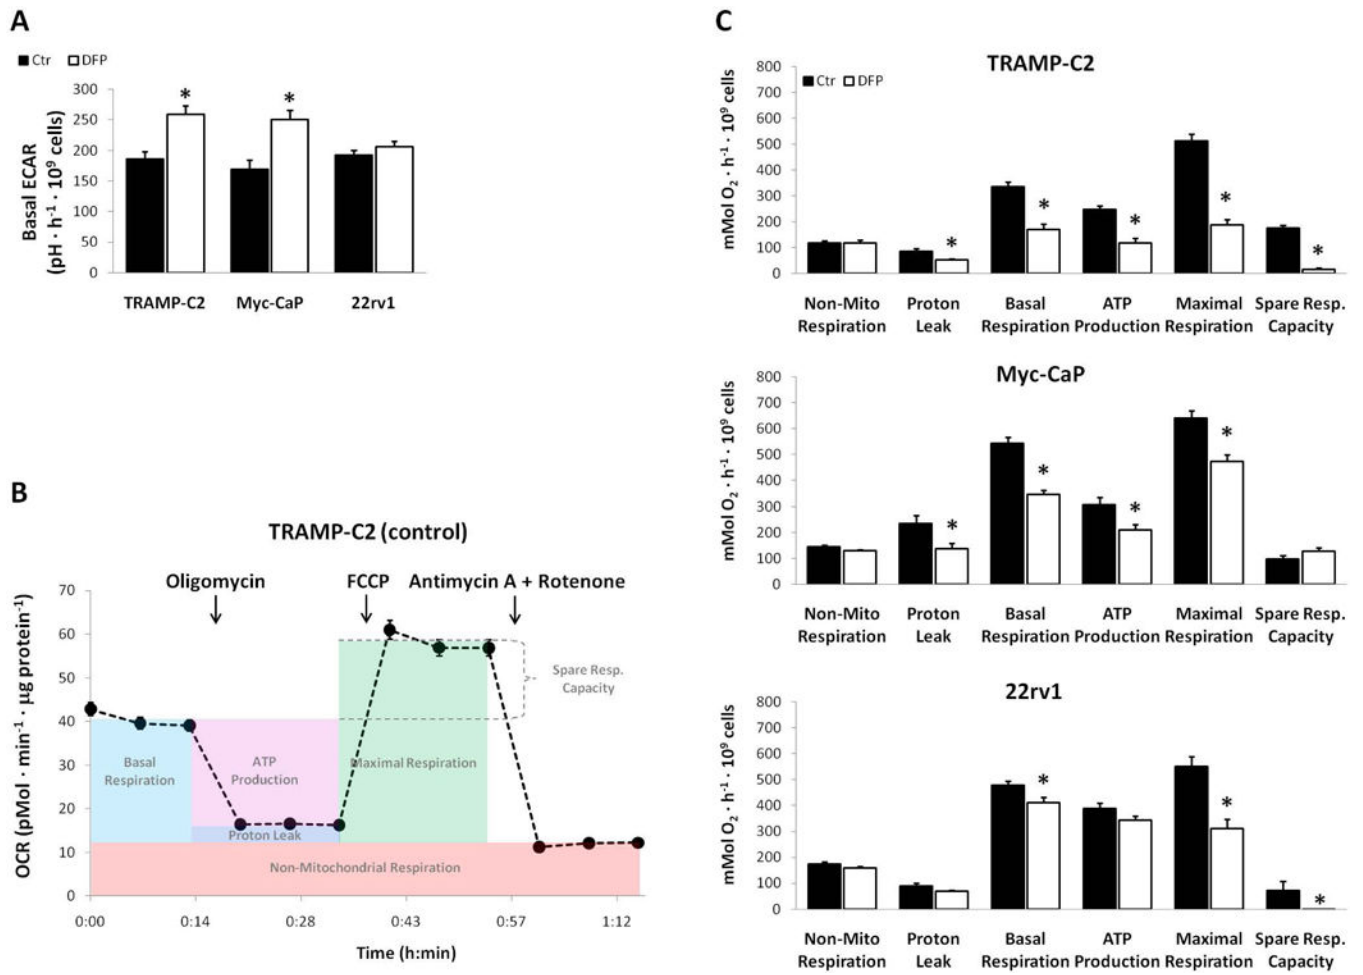 A
Ctr DFP
Basal ECAR
(pH · h⁻¹ · 10⁹ cells)
300
250
200
150
100
50
0
* *
TRAMP-C2 Myc-CaP 22rv1
B
TRAMP-C2 (control)
Oligomycin FCCP Antimycin A + Rotenone
OCR (pMol · min⁻¹ · µg protein⁻¹)
70
60
50
40
30
20
10
0
Spare Resp.
Capacity
Basal
Respiration
ATP
Production
Maximal Respiration
Proton Leak
Non-Mitochondrial Respiration
0:00 0:14 0:28 0:43 0:57 1:12
Time (h:min)
C
TRAMP-C2
Ctr DFP
mMol O₂ · h⁻¹ · 10⁹ cells
800
700
600
500
400
300
200
100
0
* * * * *
Non-Mito Proton Basal ATP Maximal Spare Resp.
Respiration Leak Respiration Production Respiration Capacity
Myc-CaP
mMol O₂ · h⁻¹ · 10⁹ cells
800
700
600
500
400
300
200
100
0
* * * *
Non-Mito Proton Basal ATP Maximal Spare Resp.
Respiration Leak Respiration Production Respiration Capacity
22rv1
mMol O₂ · h⁻¹ · 10⁹ cells
800
700
600
500
400
300
200
100
0
* * *
Non-Mito Proton Basal ATP Maximal Spare Resp.
Respiration Leak Respiration Production Respiration Capacity